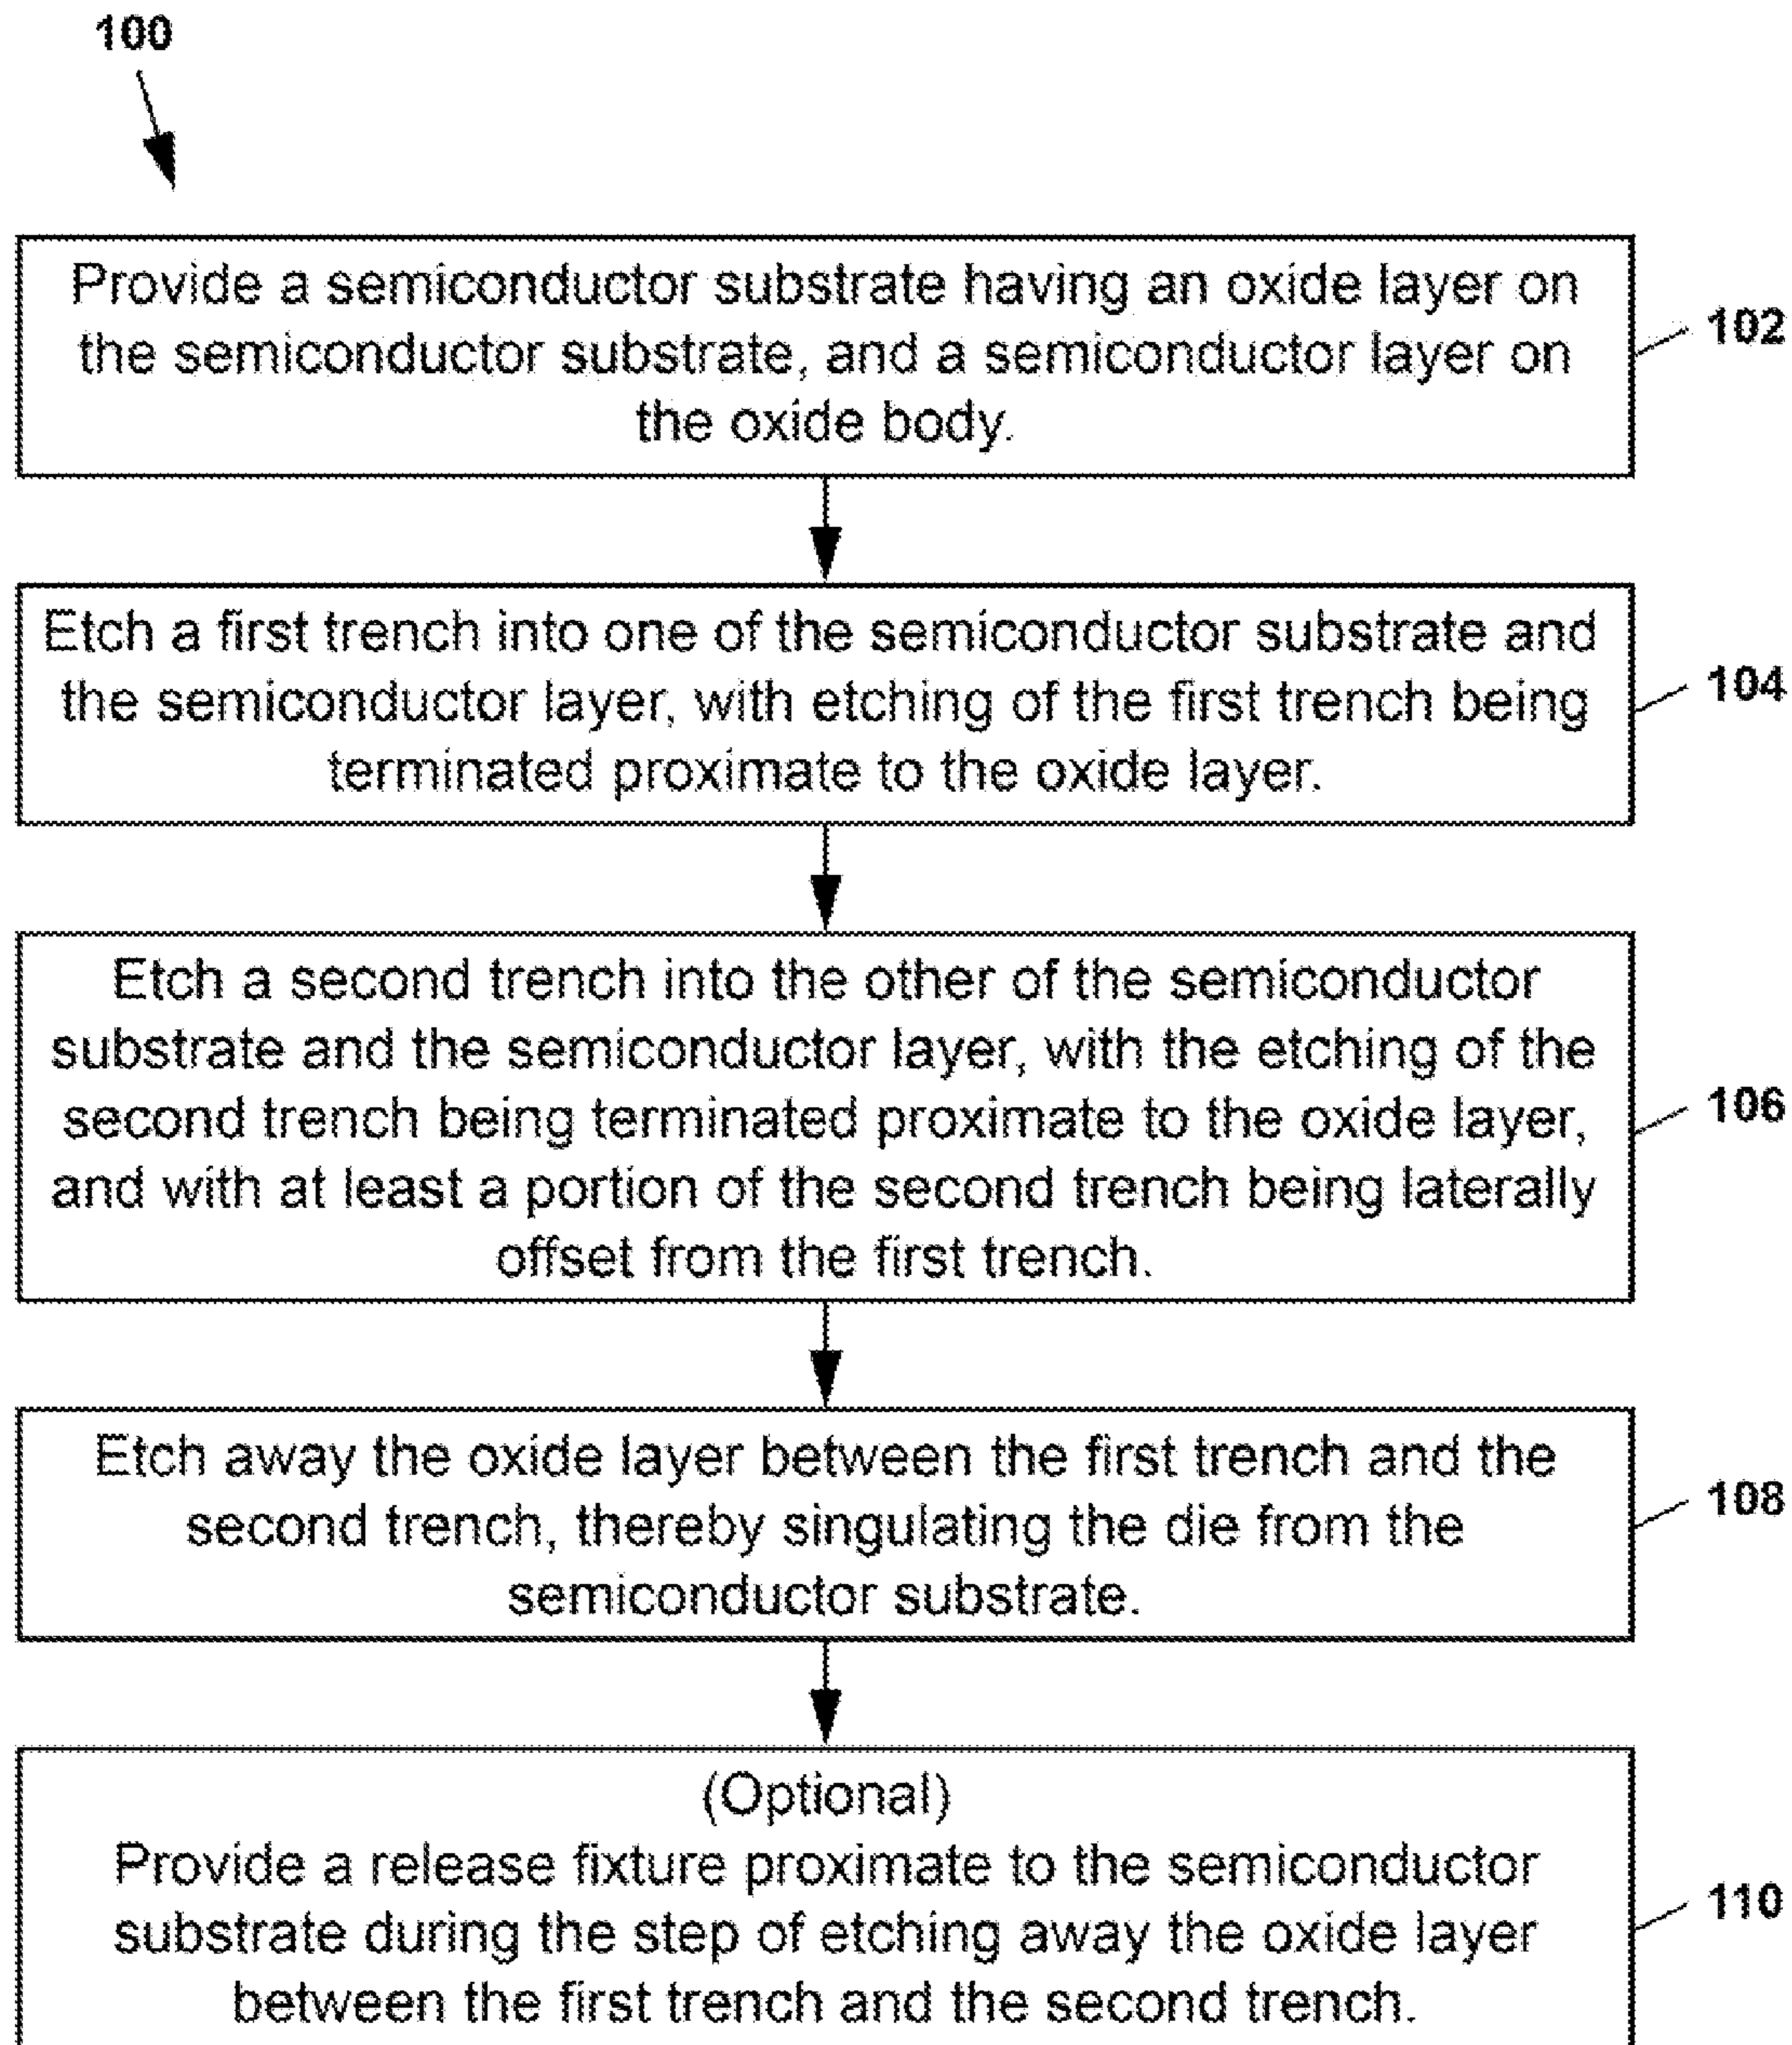 100
Provide a semiconductor substrate having an oxide layer on
the semiconductor substrate, and a semiconductor layer on
the oxide body.
102
Etch a first trench into one of the semiconductor substrate and
the semiconductor layer, with etching of the first trench being
terminated proximate to the oxide layer.
104
Etch a second trench into the other of the semiconductor
substrate and the semiconductor layer, with the etching of the
second trench being terminated proximate to the oxide layer,
and with at least a portion of the second trench being laterally
offset from the first trench.
106
Etch away the oxide layer between the first trench and the
second trench, thereby singulating the die from the
semiconductor substrate.
108
(Optional)
Provide a release fixture proximate to the semiconductor
substrate during the step of etching away the oxide layer
between the first trench and the second trench.
110